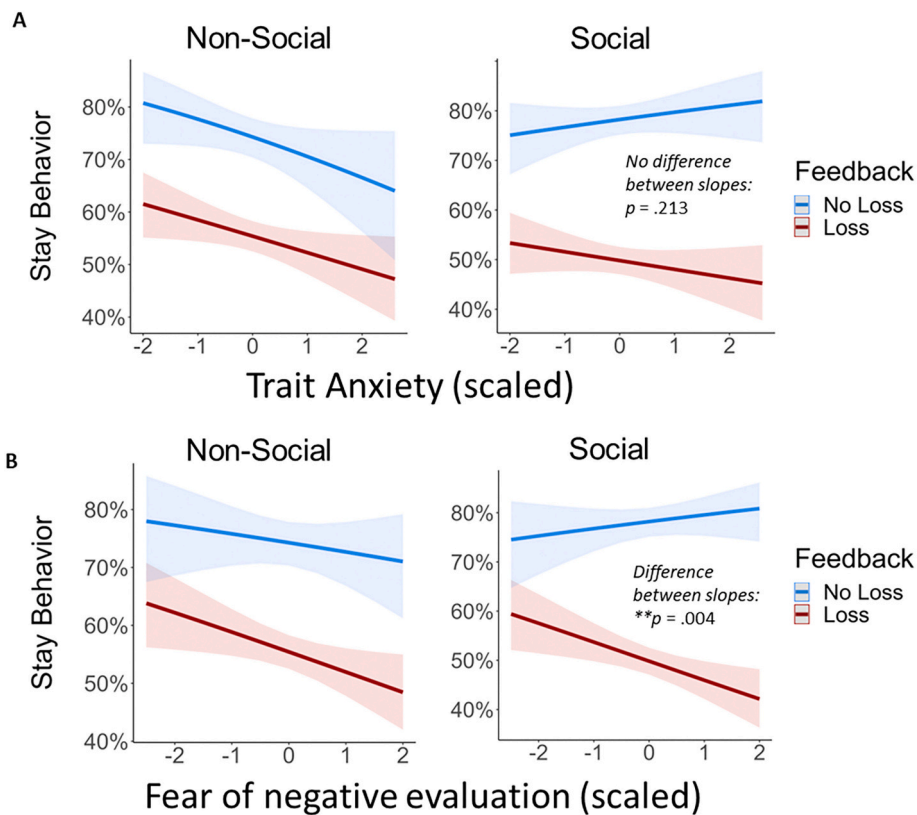 A
Non-Social
Social
Stay Behavior
80%
70%
60%
50%
40%
-2 -1 0 1 2
80%
70%
60%
50%
40%
-2 -1 0 1 2
No difference
between slopes:
p = .213
Feedback
No Loss
Loss
Trait Anxiety (scaled)
B
Non-Social
Social
Stay Behavior
80%
70%
60%
50%
40%
-2 -1 0 1 2
80%
70%
60%
50%
40%
-2 -1 0 1 2
Difference
between slopes:
**p = .004
Feedback
No Loss
Loss
Fear of negative evaluation (scaled)